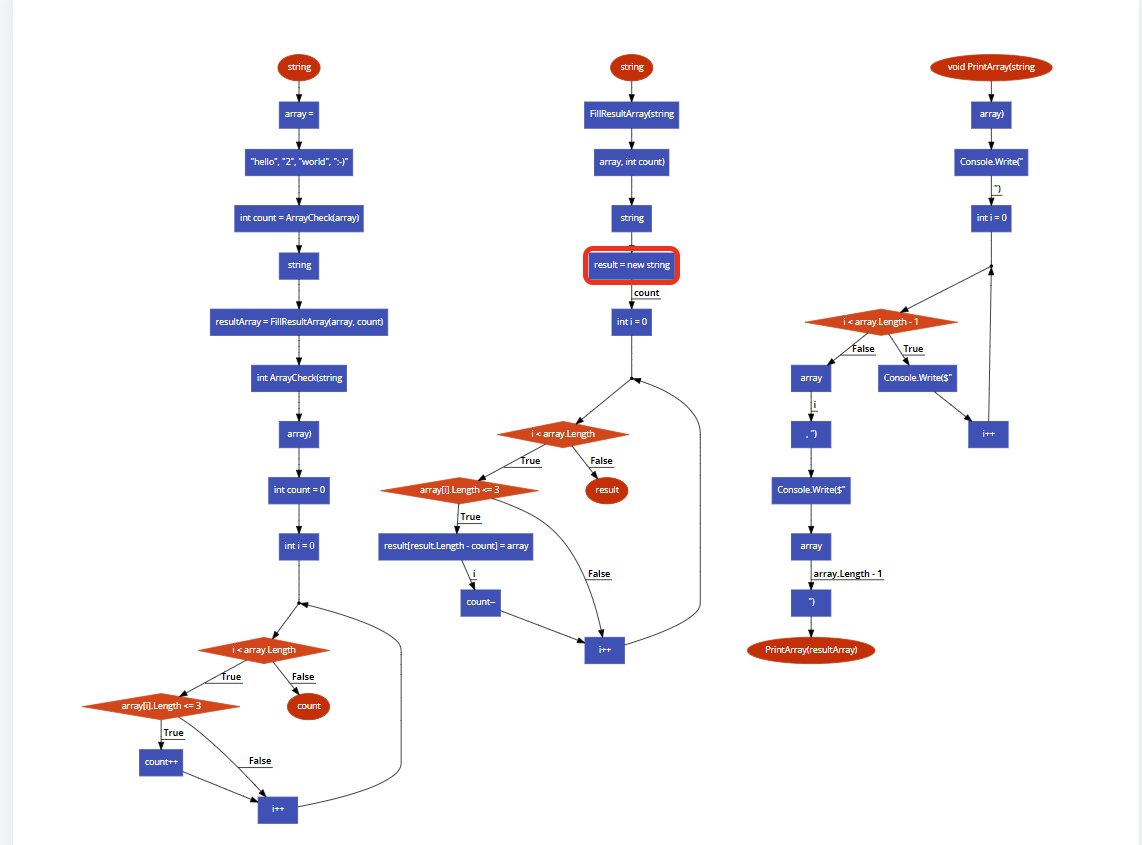 string
array =
"hello", "2", "world", ":-)"
int count = ArrayCheck(array)
string
resultArray = FillResultArray(array, count)
int ArrayCheck(string
array)
int count = 0
int i = 0
i < array.Length
True
False
array[i].Length <= 3
count
True
count++
False
i++
string
FillResultArray(string
array, int count)
string
result = new string
count
int i = 0
i < array.Length
True
False
array[i].Length <= 3
result
True
result[result.Length - count] = array
i
False
count--
i++
void PrintArray(string
array)
Console.Write("
")
int i = 0
i < array.Length - 1
False
True
array
Console.Write($"
i
, ")
i++
Console.Write($"
array
array.Length - 1
")
PrintArray(resultArray)